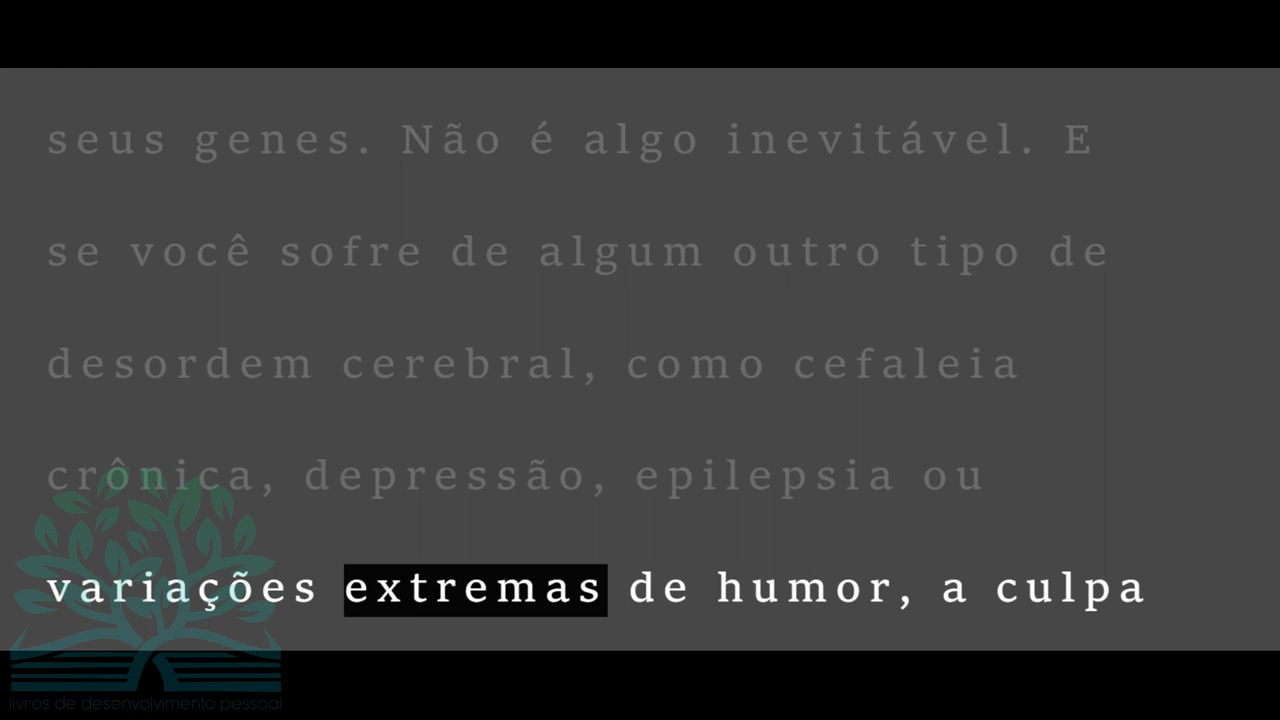 seus genes. Não é algo inevitável. E
se você sofre de algum outro tipo de
desordem cerebral, como cefaleia
crônica, depressão, epilepsia ou
variações extremas de humor, a culpa
livros de desenvolvimento pessoal